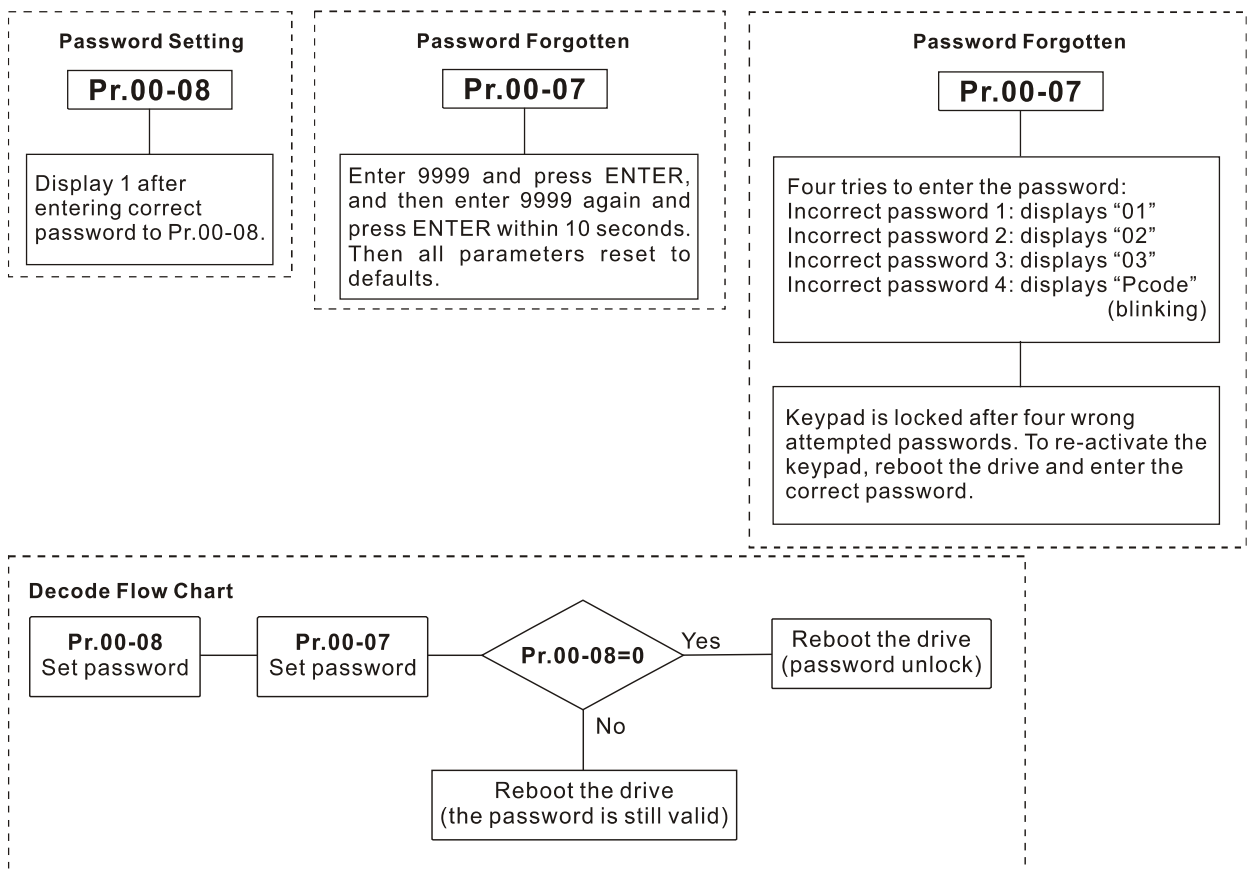 Password Setting
Pr.00-08
Display 1 after
entering correct
password to Pr.00-08.
Password Forgotten
Pr.00-07
Enter 9999 and press ENTER,
and then enter 9999 again and
press ENTER within 10 seconds.
Then all parameters reset to
defaults.
Password Forgotten
Pr.00-07
Four tries to enter the password:
Incorrect password 1: displays “01”
Incorrect password 2: displays “02”
Incorrect password 3: displays “03”
Incorrect password 4: displays “Pcode”
(blinking)
Keypad is locked after four wrong
attempted passwords. To re-activate the
keypad, reboot the drive and enter the
correct password.
Decode Flow Chart
Pr.00-08
Set password
Pr.00-07
Set password
Pr.00-08=0
Yes
Reboot the drive
(password unlock)
No
Reboot the drive
(the password is still valid)